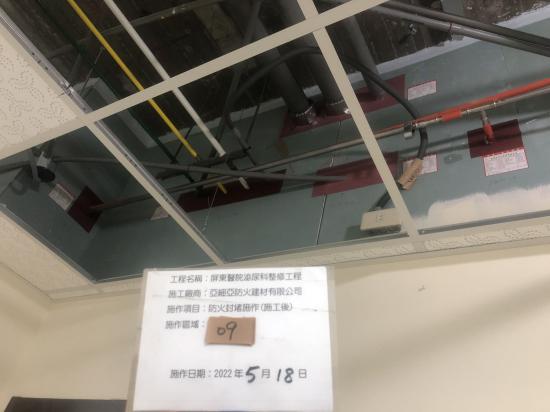 工程名稱：屏東醫院泌尿科整修工程
施工廠商：亞細亞防火建材有限公司
施作項目：防火封堵施作(施工後)
施作區域：09
施作日期：2022年5月18日